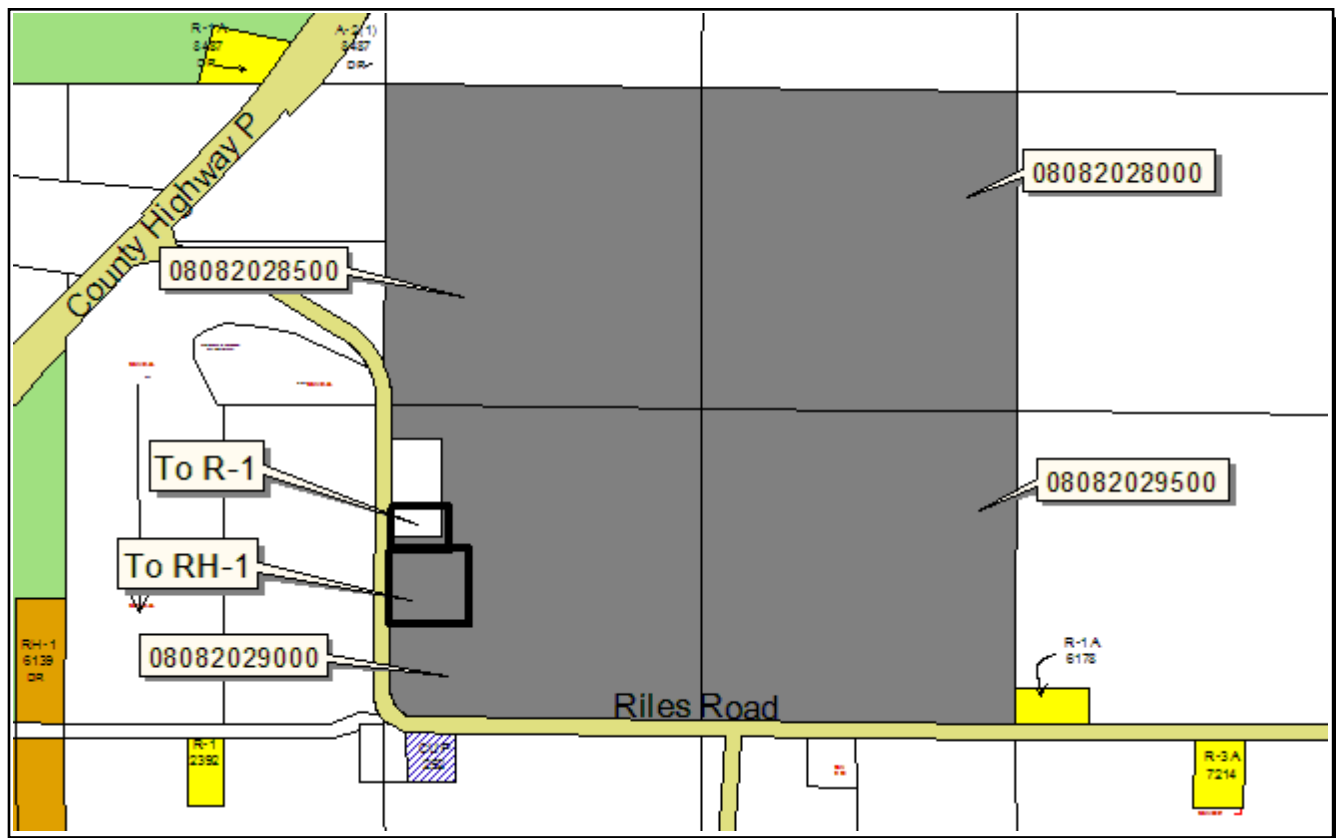 R-1A
8487
DR-
A-2(1)
8487
DR-
County Highway P
08082028000
08082028500
To R-1
08082029500
To RH-1
08082029000
RH-1
6139
DR
R-1A
6178
Riles Road
R-1
2392
CUP
R-3A
7214